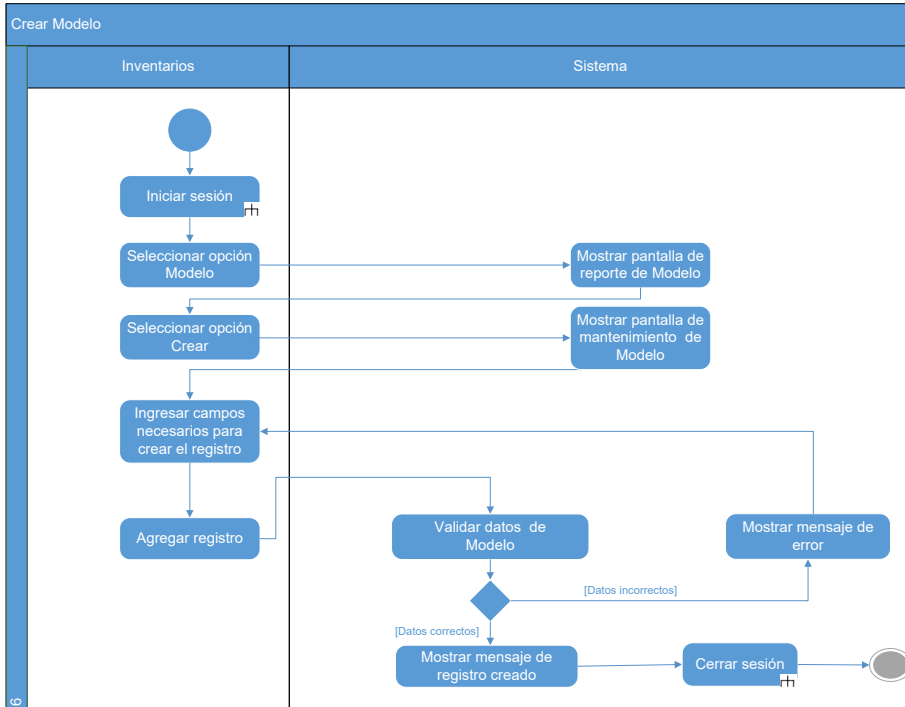 Crear Modelo
Inventarios
Sistema
Iniciar sesión
Seleccionar opción
Modelo
Mostrar pantalla de
reporte de Modelo
Seleccionar opción
Crear
Mostrar pantalla de
mantenimiento de
Modelo
Ingresar campos
necesarios para
crear el registro
Agregar registro
Validar datos de
Modelo
Mostrar mensaje de
error
[Datos incorrectos]
[Datos correctos]
Mostrar mensaje de
registro creado
Cerrar sesión